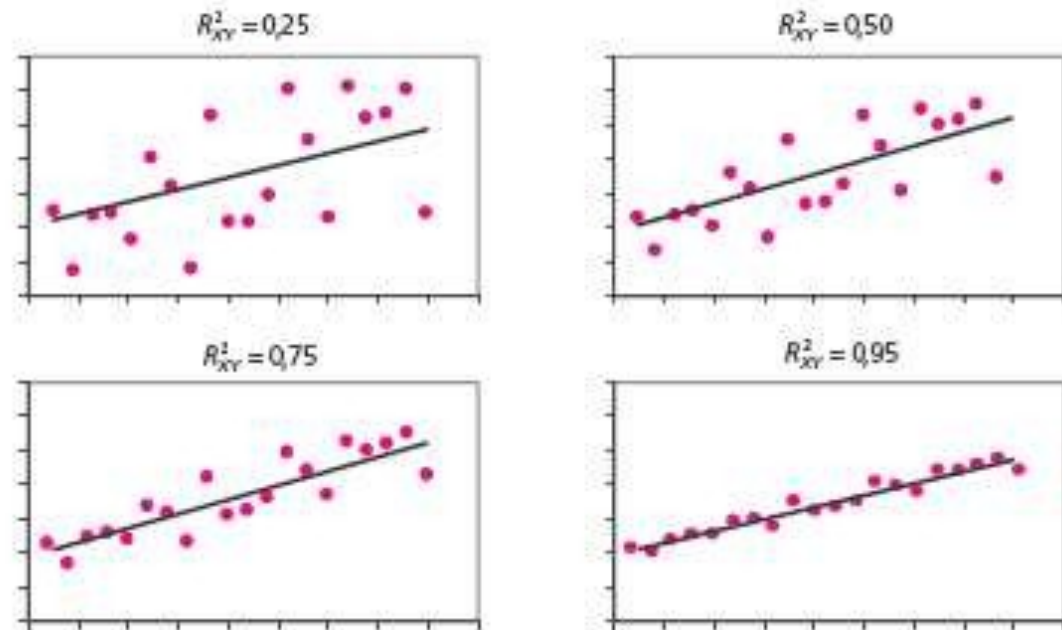 R²XY = 0,25
R²XY = 0,50
R²XY = 0,75
R²XY = 0,95